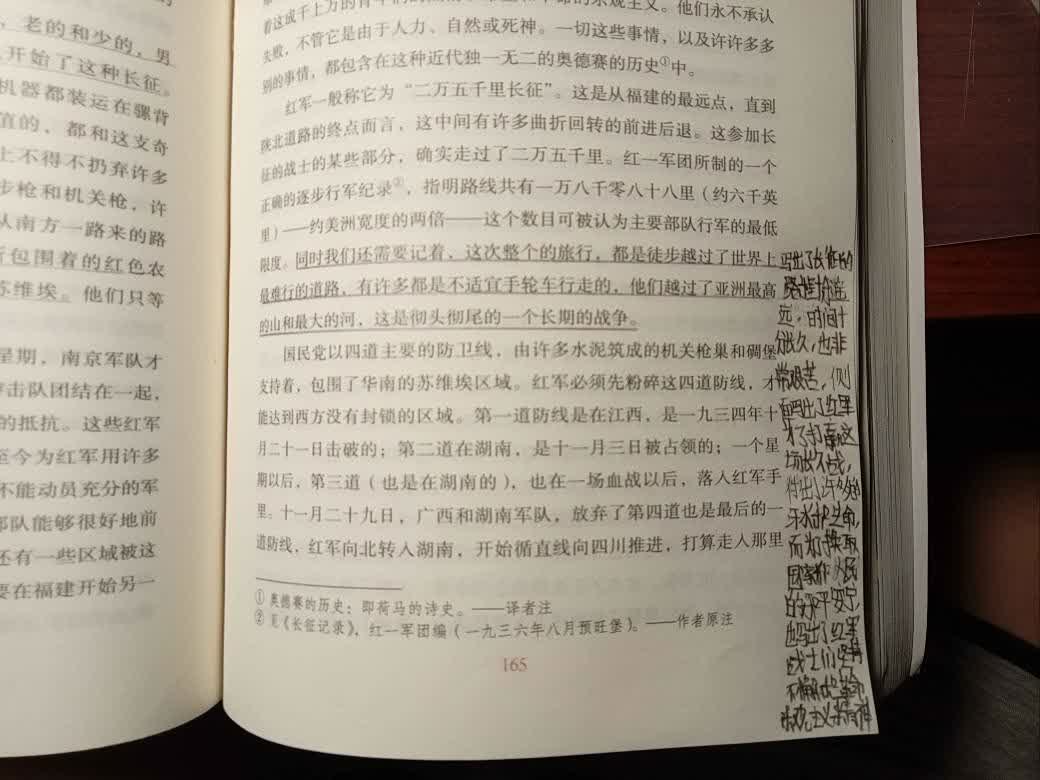 ，老的和少的，男
开始了这种长征。
机器都装运在骡背
值的，都和这支奇
上不得不扔弃许多
步枪和机关枪，许
从南方一路来的路
所包围着的红色农
苏维埃。他们只等
星期，南京军队才
游击队团结在一起，
的抵抗。这些红军
至今为红军用许多
不能动员充分的军
部队能够很好地前
还有一些区域被这
要在福建开始另一
着这成千上万的青年们
的乐观主义。他们永不承认
失败，不管它是由于人力、自然或死神。一切这些事情，以及许许多多
别的事情，都包含在这种近代独一无二的奥德赛的历史①中。
红军一般称它为“二万五千里长征”。这是从福建的最远点，直到
陕北道路的终点而言，这中间有许多曲折回转的前进后退。这参加长
征的战士的某些部分，确实走过了二万五千里。红一军团所制的一个
正确的逐步行军纪录②，指明路线共有一万八千零八十八里（约六千英
里）——约美洲宽度的两倍——这个数目可被认为主要部队行军的最低
限度。同时我们还需要记着，这次整个的旅行，都是徒步越过了世界上
最难行的道路，有许多都是不适宜手轮车行走的，他们越过了亚洲最高
的山和最大的河，这是彻头彻尾的一个长期的战争。
国民党以四道主要的防卫线，由许多水泥筑成的机关枪巢和碉堡
支持着，包围了华南的苏维埃区域。红军必须先粉碎这四道防线，才
能达到西方没有封锁的区域。第一道防线是在江西，是一九三四年十
月二十一日击破的；第二道在湖南，是十一月三日被占领的；一个星
期以后，第三道（也是在湖南的），也在一场血战以后，落入红军手
里。十一月二十九日，广西和湖南军队，放弃了第四道也是最后的一
道防线，红军向北转入湖南，开始循直线向四川推进，打算走人那里
① 奥德赛的历史：即荷马的诗史。——译者注
② 见《长征记录》，红一军团编（一九三六年八月预旺堡）。——作者原注
165
写出了长征的
路途
远，时间十
分长久，也非
常艰苦，侧
面写出了红军
为了打赢这
场长久战，
付出了许多
牺牲生命，
而为了换取
国家和人民
的和平安宁，
也写出了红军
战士们坚持
不懈的革命
乐观主义精神